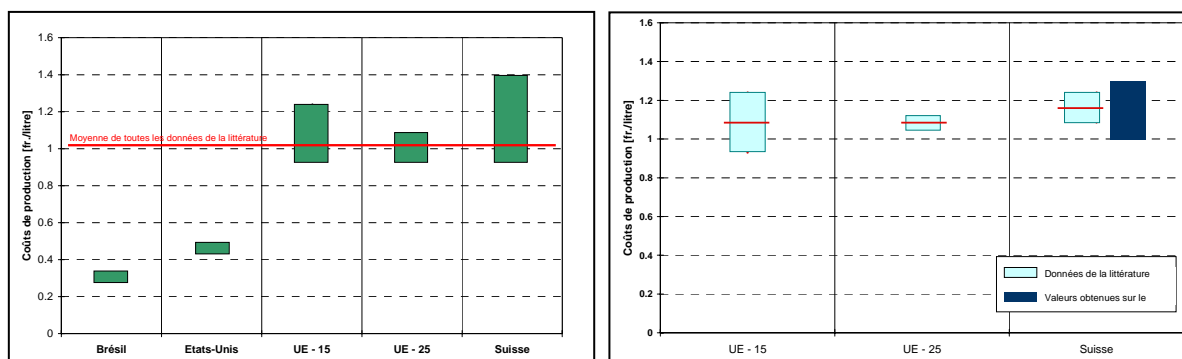 Coûts de production [fr./litre]
1.6
1.4
1.2
1
0.8
0.6
0.4
0.2
0
Moyenne de toutes les données de la littérature
Brésil Etats-Unis UE - 15 UE - 25 Suisse
Coûts de production [fr./litre]
1.6
1.4
1.2
1
0.8
0.6
0.4
0.2
0
Données de la littérature
Valeurs obtenues sur le
UE - 15 UE - 25 Suisse